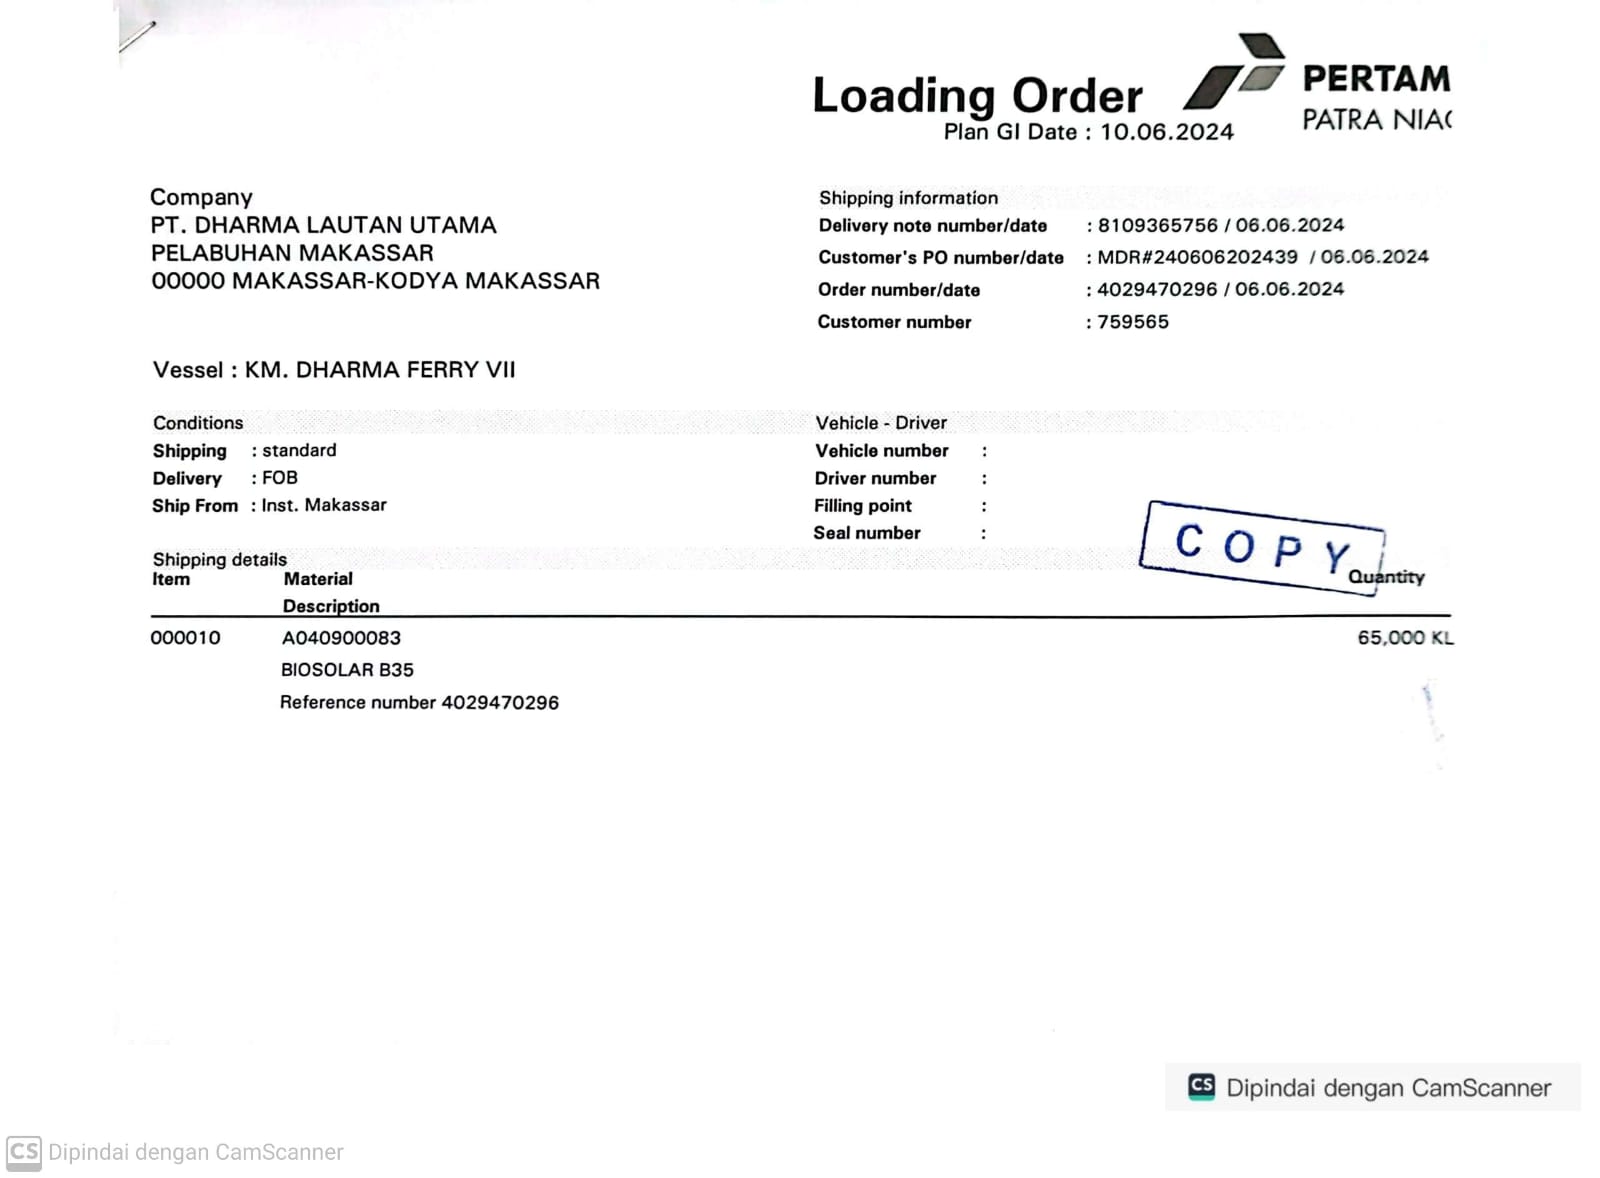 Loading Order
Plan GI Date : 10.06.2024
PERTAM
PATRA NIA
Company
PT. DHARMA LAUTAN UTAMA
PELABUHAN MAKASSAR
00000 MAKASSAR-KODYA MAKASSAR
Shipping information
Delivery note number/date : 8109365756 / 06.06.2024
Customer's PO number/date : MDR#240606202439 / 06.06.2024
Order number/date : 4029470296 / 06.06.2024
Customer number : 759565
Vessel : KM. DHARMA FERRY VII
Conditions
Shipping : standard
Delivery : FOB
Ship From : Inst. Makassar
Vehicle - Driver
Vehicle number :
Driver number :
Filling point :
Seal number :
COPY
Shipping details
Item Material Quantity
Description
000010 A040900083 65,000 KL
BIOSOLAR B35
Reference number 4029470296
CS Dipindai dengan CamScanner
CS Dipindai dengan CamScanner